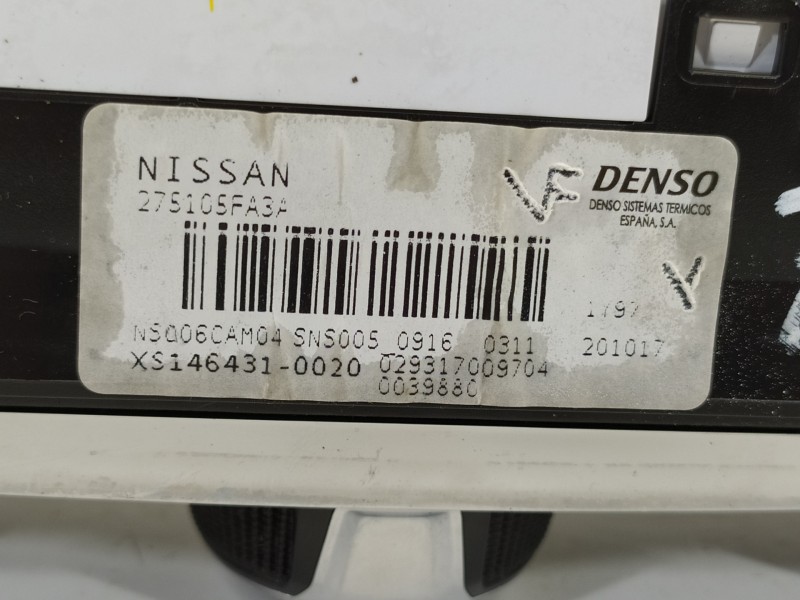 NISSAN
275105FA3A
VF
DENSO
DENSO SISTEMAS TERMICOS
ESPAÑA, S.A.
1797
NS006CAM04 SNS005 0916 0311 201017
XS146431-0020 029317009704
0039880